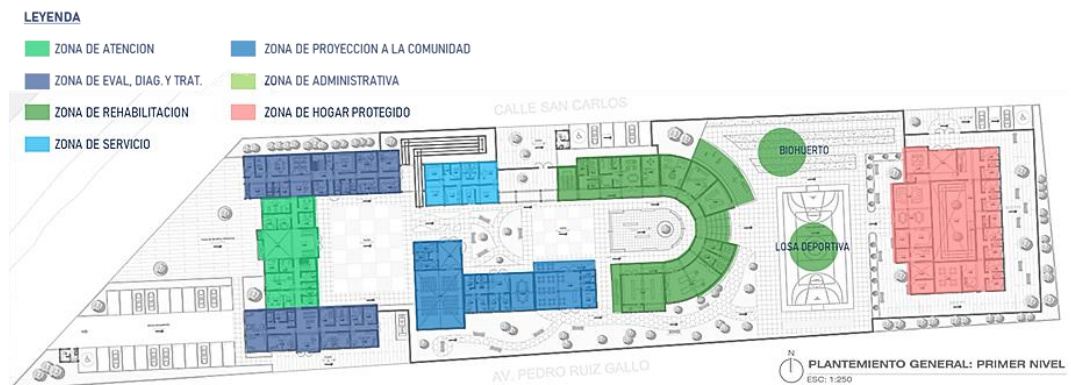 LEYENDA
ZONA DE ATENCION
ZONA DE PROYECCION A LA COMUNIDAD
ZONA DE EVAL, DIAG. Y TRAT.
ZONA DE ADMINISTRATIVA
ZONA DE REHABILITACION
ZONA DE HOGAR PROTEGIDO
ZONA DE SERVICIO
CALLE SAN CARLOS
BIOHUERTO
LOSA DEPORTIVA
AV. PEDRO RUIZ GALLO
N
PLANTEMIENTO GENERAL: PRIMER NIVEL
ESC: 1:250